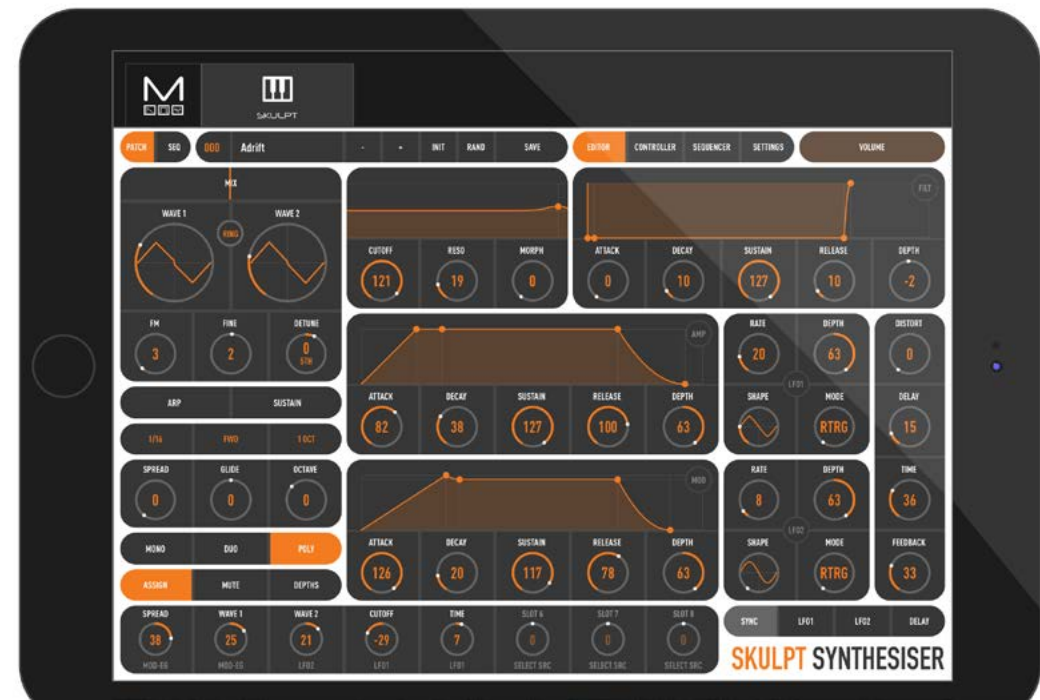 SKULPT
PATCH SEQ 000 Adrift - + INIT RAND SAVE EDITOR CONTROLLER SEQUENCER SETTINGS VOLUME
MIX
WAVE 1 WAVE 2
RING
FM FINE DETUNE
3 2 0
5TH
ARP SUSTAIN
1/16 FWD 1 OCT
SPREAD GLIDE OCTAVE
0 0 0
MONO DUO POLY
ASSIGN MUTE DEPTHS
CUTOFF RESO MORPH
121 19 0
FILT
ATTACK DECAY SUSTAIN RELEASE DEPTH
0 10 127 10 -2
AMP
ATTACK DECAY SUSTAIN RELEASE DEPTH
82 38 127 100 63
MOD
ATTACK DECAY SUSTAIN RELEASE DEPTH
126 20 117 78 63
RATE DEPTH
20 63
LFO1
SHAPE MODE
RTRG
RATE DEPTH
8 63
LFO2
SHAPE MODE
RTRG
DISTORT
0
DELAY
15
TIME
36
FEEDBACK
33
SPREAD WAVE 1 WAVE 2 CUTOFF TIME SLOT 6 SLOT 7 SLOT 8
38 25 21 -29 7 0 0 0
MOD-EG MOD-EG LFO2 LFO1 LFO1 SELECT SRC SELECT SRC SELECT SRC
SYNC LFO1 LFO2 DELAY
SKULPT SYNTHESISER